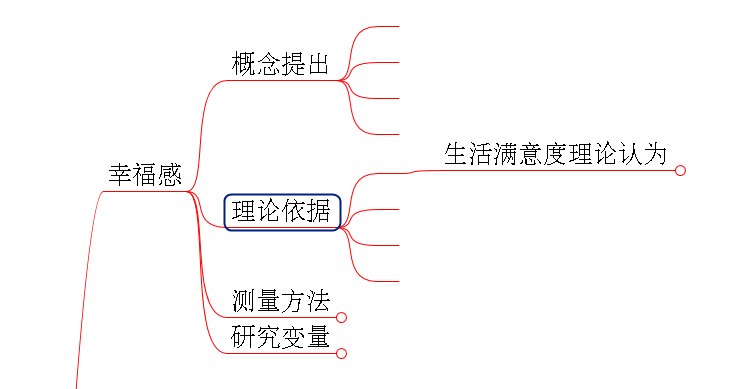 概念提出
生活满意度理论认为
幸福感
理论依据
测量方法
研究变量